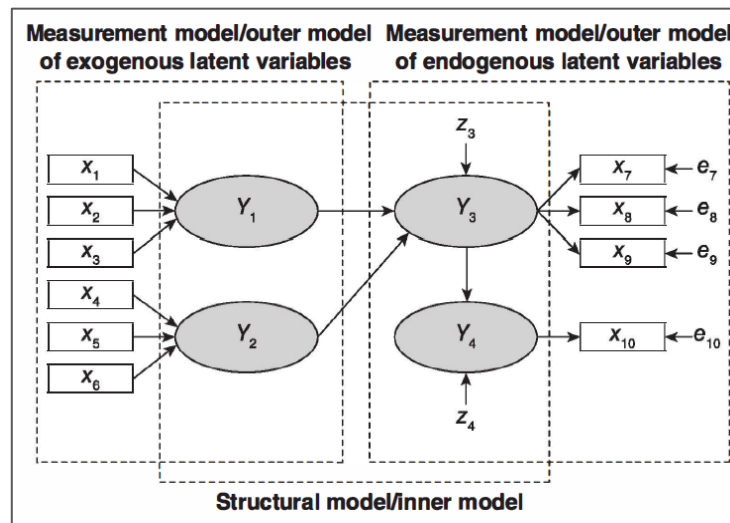 Measurement model/outer model
of exogenous latent variables
Measurement model/outer model
of endogenous latent variables
z₃
x₁
x₂
x₃
x₄
x₅
x₆
Y₁
Y₂
Y₃
Y₄
x₇
e₇
x₈
e₈
x₉
e₉
x₁₀
e₁₀
z₄
Structural model/inner model